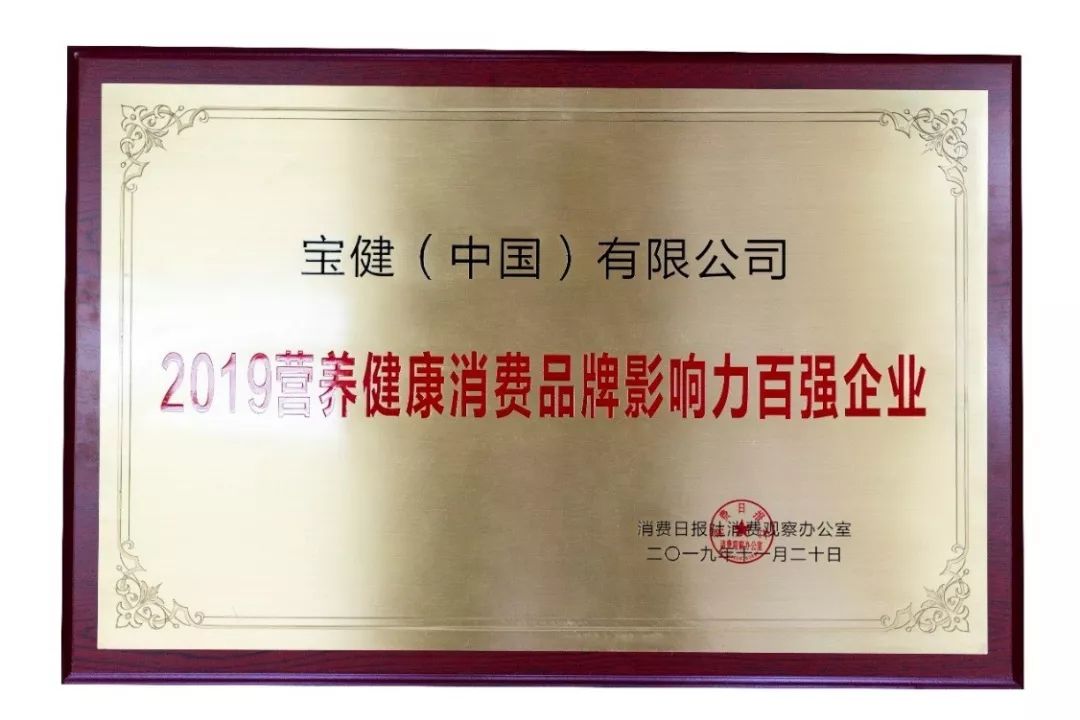 宝健（中国）有限公司
2019营养健康消费品牌影响力百强企业
消费日报社消费观察办公室
二〇一九年十一月二十日